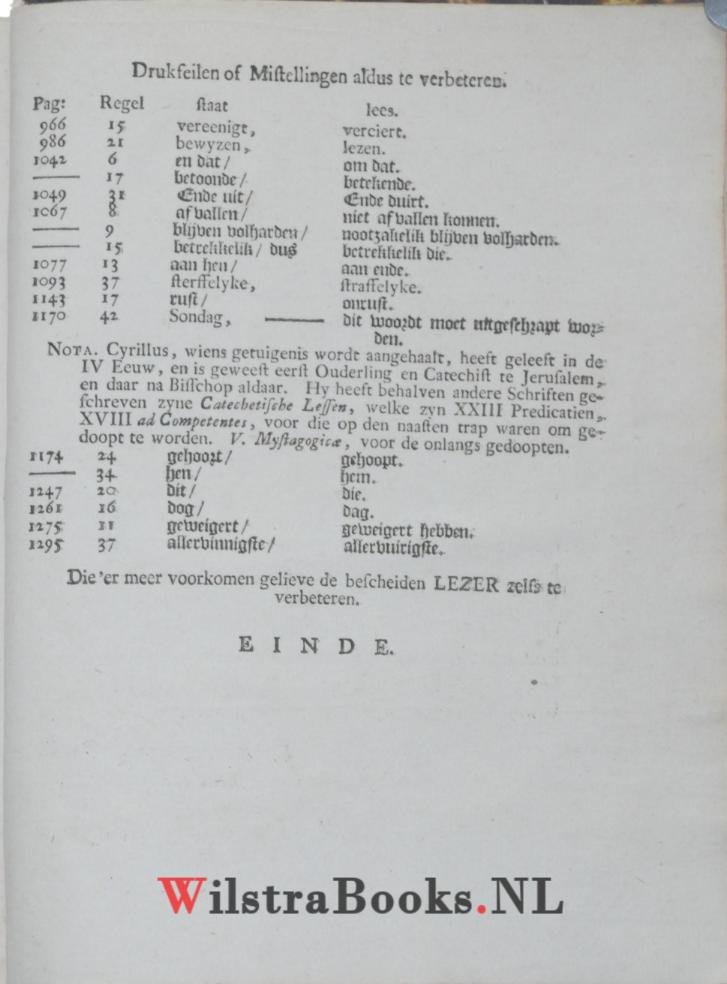 Drukfeilen of Miſtellingen aldus te verbeteren.
Pag: Regel ſtaat lees.
966 15 vereenigt, verciert.
986 21 bewyzen, lezen.
1042 6 en dat / om dat.
—— 17 betoonde / betekende.
1049 31 Ende uit / Ende duirt.
1067 8 afvallen / niet afvallen konnen.
—— 9 blijven volharden / nootzakelik blijven volharden.
—— 15 betrekkelik / dus betrekkelik die.
1077 13 aan hen / aan ende.
1093 37 ſterffelyke, ſtraffelyke.
1143 17 ruſt / onruſt.
1170 42 Sondag, —— dit woordt moet uitgeſchrapt wor-
den.
NOTA. Cyrillus, wiens getuigenis wordt aangehaalt, heeft geleeft in de
IV Eeuw, en is geweeſt eerſt Ouderling en Catechiſt te Jeruſalem,
en daar na Biſſchop aldaar. Hy heeft behalven andere Schriften ge-
ſchreven zyne Catechetiſche Leſſen, welke zyn XXIII Predicatien,
XVIII ad Competentes, voor die op den naaſten trap waren om ge-
doopt te worden. V. Myſtagogicæ, voor de onlangs gedoopten.
1174 24 gehoort / gehoopt.
—— 34 hen / hem.
1247 20 dit / die.
1261 16 dog / dag.
1275 11 geweigert / geweigert hebben.
1295 37 allervinnigſte / allervuirigſte.
Die 'er meer voorkomen gelieve de beſcheiden LEZER zelfs te
verbeteren.
E I N D E.
WilstraBooks.NL